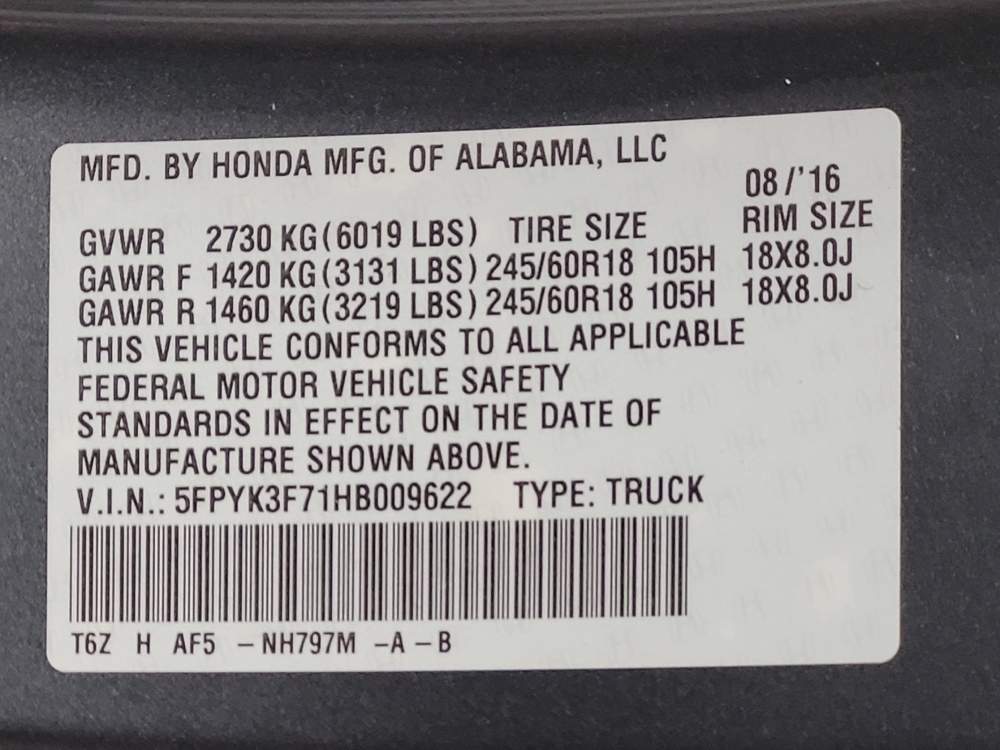 MFD. BY HONDA MFG. OF ALABAMA, LLC
08/'16
GVWR 2730 KG(6019 LBS) TIRE SIZE RIM SIZE
GAWR F 1420 KG(3131 LBS) 245/60R18 105H 18X8.0J
GAWR R 1460 KG(3219 LBS) 245/60R18 105H 18X8.0J
THIS VEHICLE CONFORMS TO ALL APPLICABLE
FEDERAL MOTOR VEHICLE SAFETY
STANDARDS IN EFFECT ON THE DATE OF
MANUFACTURE SHOWN ABOVE.
V.I.N.: 5FPYK3F71HB009622 TYPE: TRUCK
T6Z H AF5 – NH797M –A – B